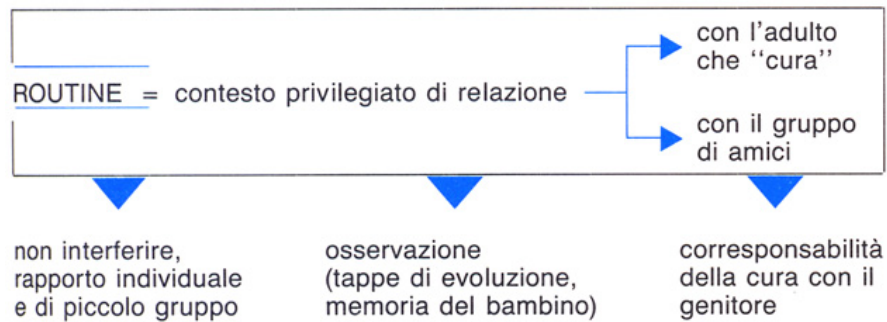 con l'adulto
che "cura"
ROUTINE = contesto privilegiato di relazione
con il gruppo
di amici
non interferire,
rapporto individuale
e di piccolo gruppo
osservazione
(tappe di evoluzione,
memoria del bambino)
corresponsabilità
della cura con il
genitore